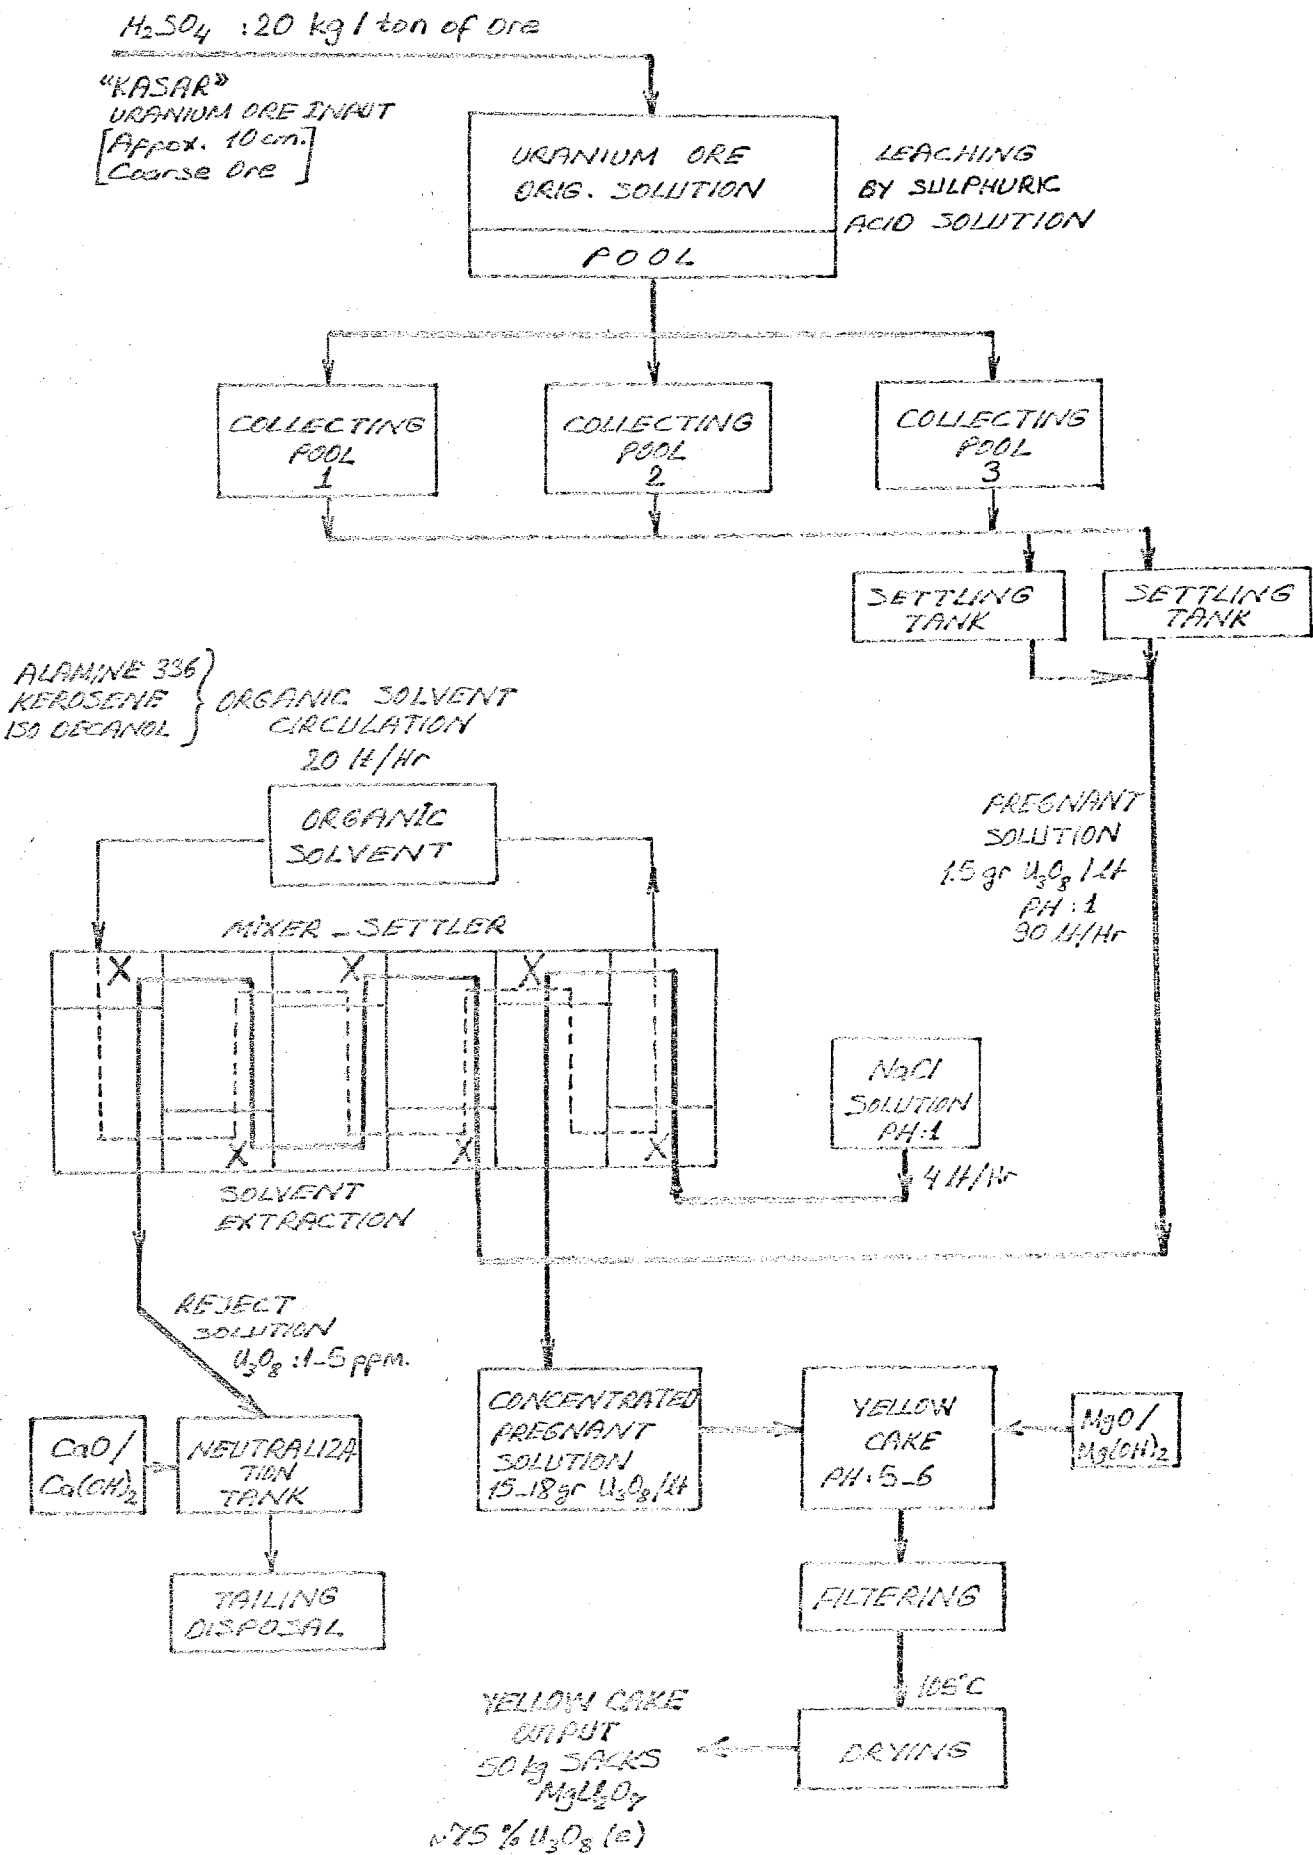 H₂SO₄ : 20 kg / ton of ore
"KASAR"
URANIUM ORE INPUT
[Appox. 10 cm.]
[Coarse Ore]
URANIUM ORE
ORIG. SOLUTION
POOL
LEACHING
BY SULPHURIC
ACID SOLUTION
COLLECTING
POOL
1
COLLECTING
POOL
2
COLLECTING
POOL
3
SETTLING
TANK
SETTLING
TANK
ALAMINE 336
KEROSENE
ISO DECANOL
ORGANIC SOLVENT
CIRCULATION
20 lt/Hr
ORGANIC
SOLVENT
PREGNANT
SOLUTION
1.5 gr U₃O₈ / lt
PH : 1
90 lt/Hr
MIXER - SETTLER
X X X
X X X
NaCl
SOLUTION
PH : 1
4 lt/Hr
SOLVENT
EXTRACTION
REJECT
SOLUTION
U₃O₈ : 1-5 ppm.
CaO /
Ca(OH)₂
NEUTRALIZA
TION
TANK
TAILING
DISPOSAL
CONCENTRATED
PREGNANT
SOLUTION
15-18 gr U₃O₈/lt
YELLOW
CAKE
PH : 5-6
MgO /
Mg(OH)₂
FILTERING
105°C
DRYING
YELLOW CAKE
OUTPUT
50 kg SACKS
MgU₂O₇
~75 % U₃O₈ (e)